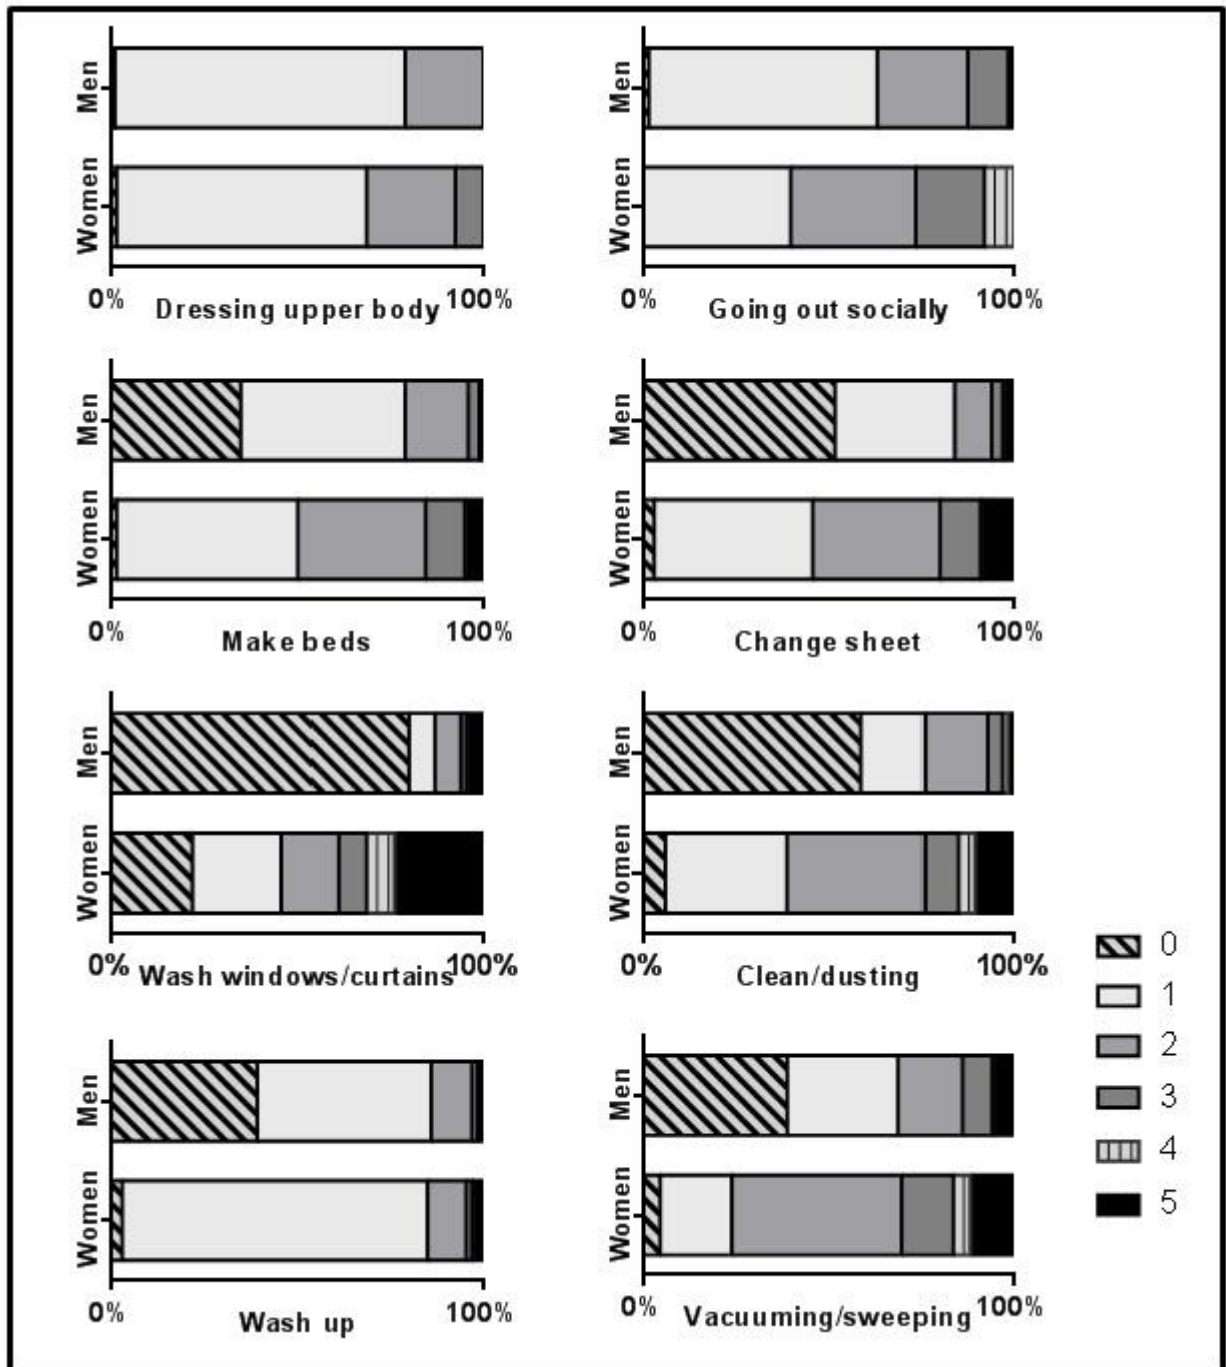 Men
Women
0% Dressing upper body 100%
Men
Women
0% Going out socially 100%
Men
Women
0% Make beds 100%
Men
Women
0% Change sheet 100%
Men
Women
0% Wash windows/curtains 100%
Men
Women
0% Clean/dusting 100%
Men
Women
0% Wash up 100%
Men
Women
0% Vacuuming/sweeping 100%
0
1
2
3
4
5